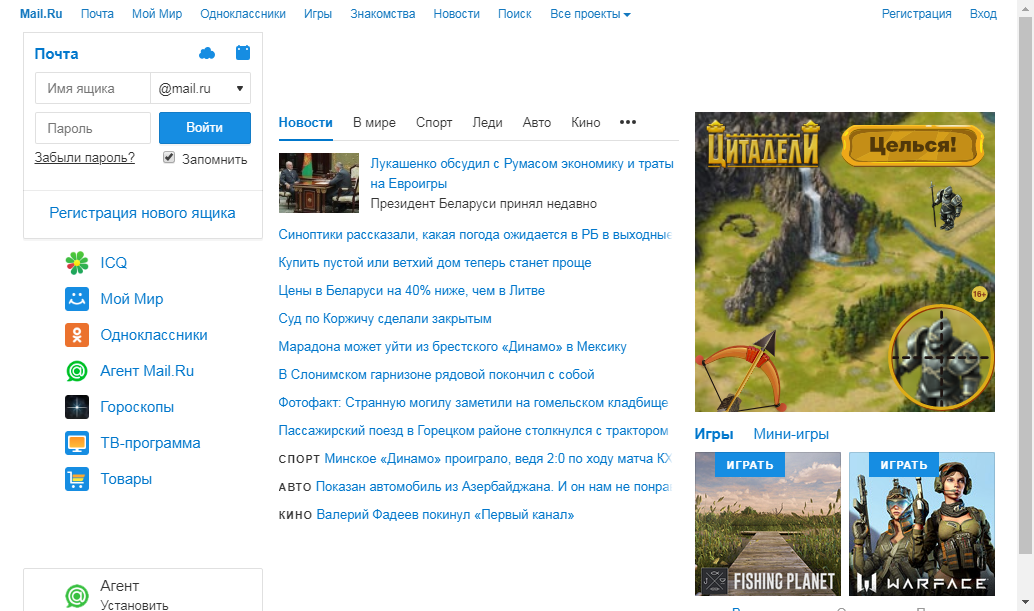 Mail.Ru Почта Мой Мир Одноклассники Игры Знакомства Новости Поиск Все проекты Регистрация Вход
Почта
Имя ящика @mail.ru
Пароль Войти
Забыли пароль? Запомнить
Регистрация нового ящика
ICQ
Мой Мир
Одноклассники
Агент Mail.Ru
Гороскопы
ТВ-программа
Товары
Агент
Установить
Новости В мире Спорт Леди Авто Кино •••
Лукашенко обсудил с Румасом экономику и траты
на Евроигры
Президент Беларуси принял недавно
Синоптики рассказали, какая погода ожидается в РБ в выходные
Купить пустой или ветхий дом теперь станет проще
Цены в Беларуси на 40% ниже, чем в Литве
Суд по Коржичу сделали закрытым
Марадона может уйти из брестского «Динамо» в Мексику
В Слонимском гарнизоне рядовой покончил с собой
Фотофакт: Странную могилу заметили на гомельском кладбище
Пассажирский поезд в Горецком районе столкнулся с трактором
СПОРТ Минское «Динамо» проиграло, ведя 2:0 по ходу матча КХ
АВТО Показан автомобиль из Азербайджана. И он нам не понра
КИНО Валерий Фадеев покинул «Первый канал»
ЦИТАДЕЛИ Целься!
16+
Игры Мини-игры
ИГРАТЬ ИГРАТЬ
FISHING PLANET WARFACE